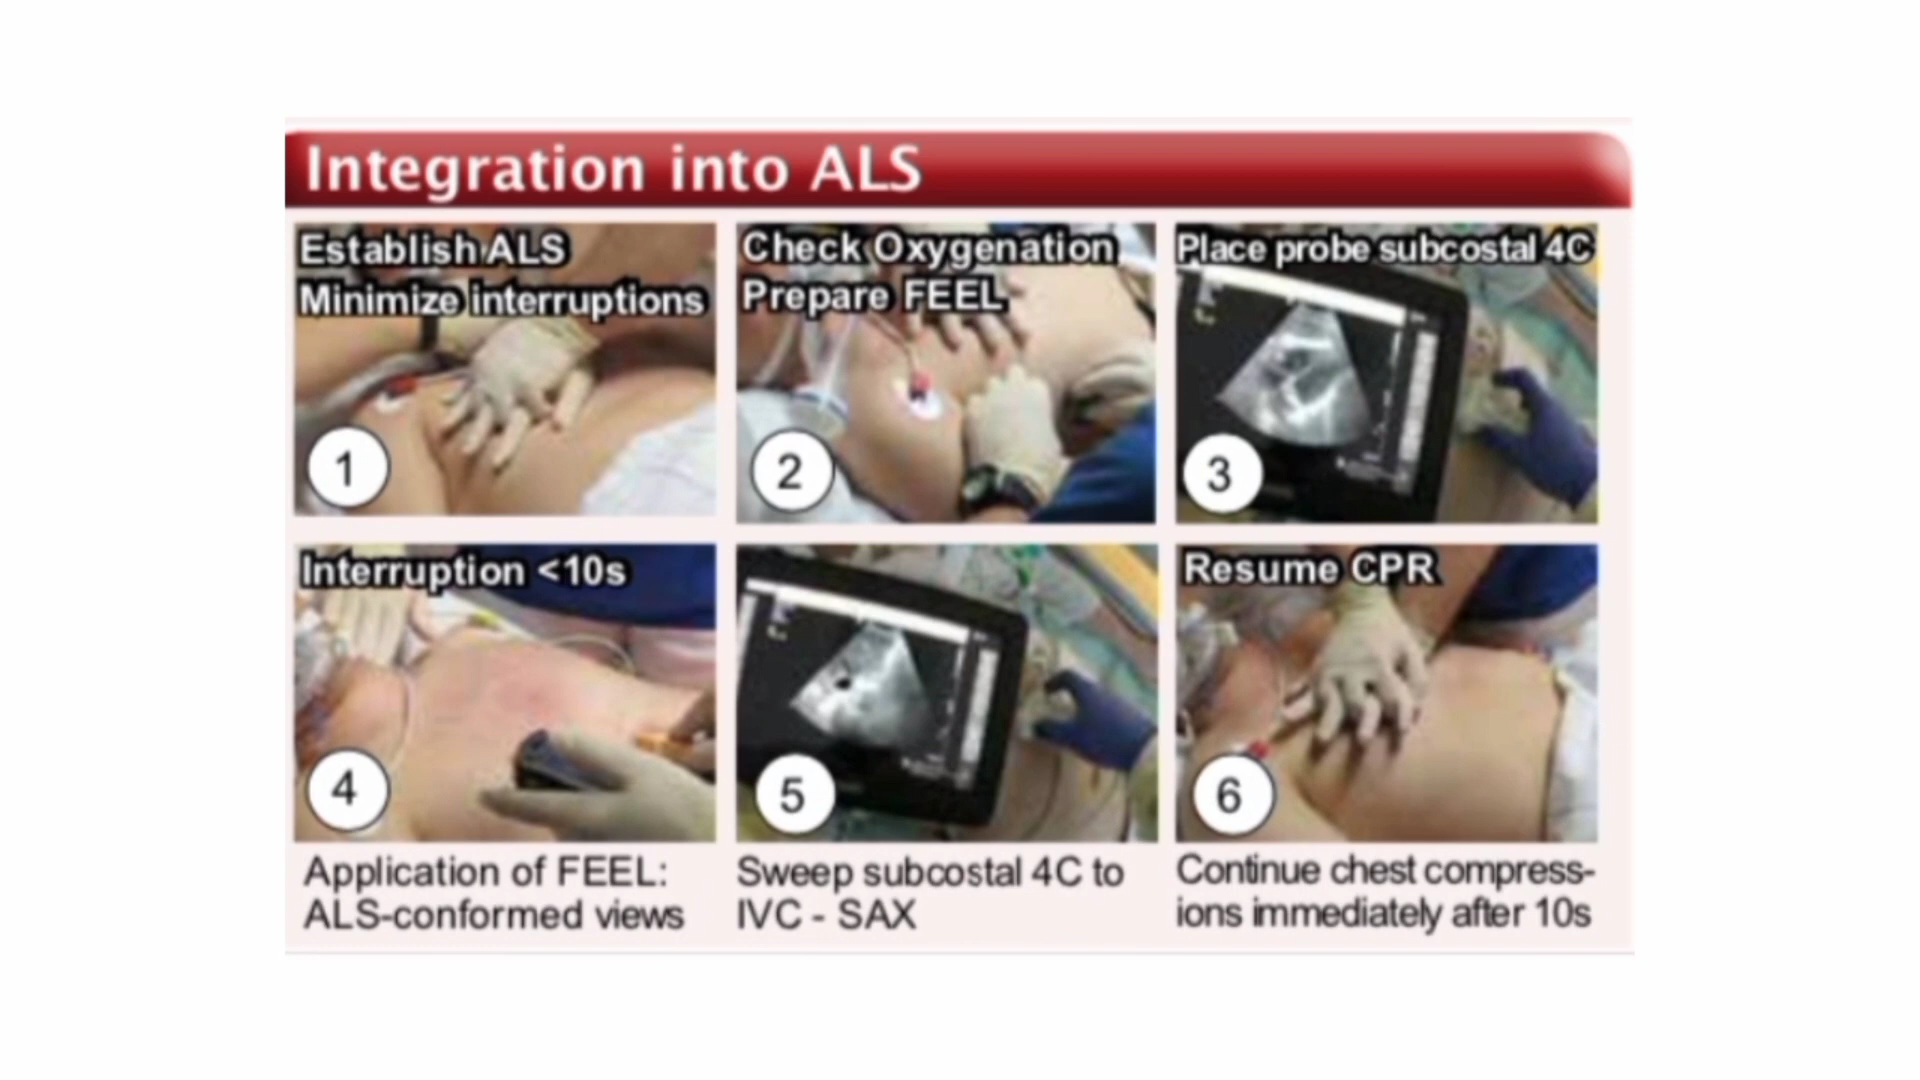 Integration into ALS
Establish ALS
Minimize interruptions
1
Check Oxygenation
Prepare FEEL
2
Place probe subcostal 4C
3
Interruption <10s
4
Application of FEEL:
ALS-conformed views
5
Sweep subcostal 4C to
IVC - SAX
Resume CPR
6
Continue chest compress-
ions immediately after 10s